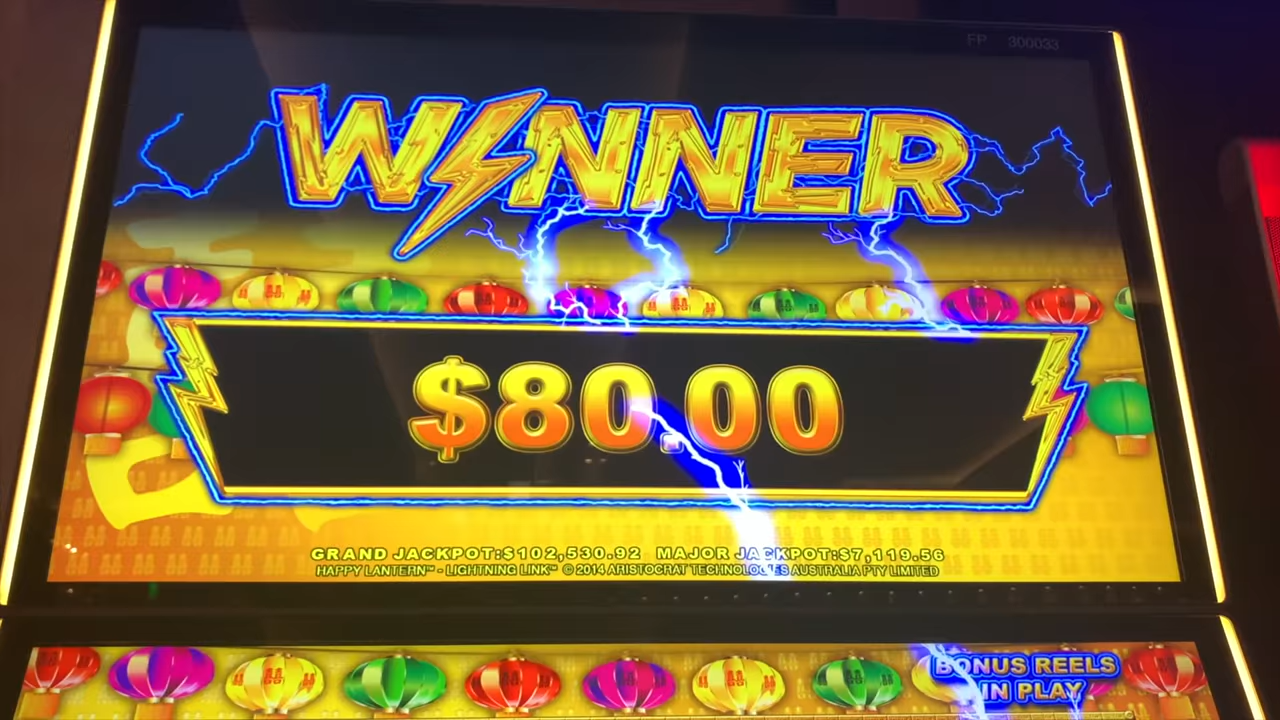 FP 300033
WINNER
$80.00
GRAND JACKPOT:$102,530.92 MAJOR JACKPOT:$7,119.56
HAPPY LANTERN™ - LIGHTNING LINK™ ©2014 ARISTOCRAT TECHNOLOGIES AUSTRALIA PTY LIMITED
BONUS REELS
IN PLAY